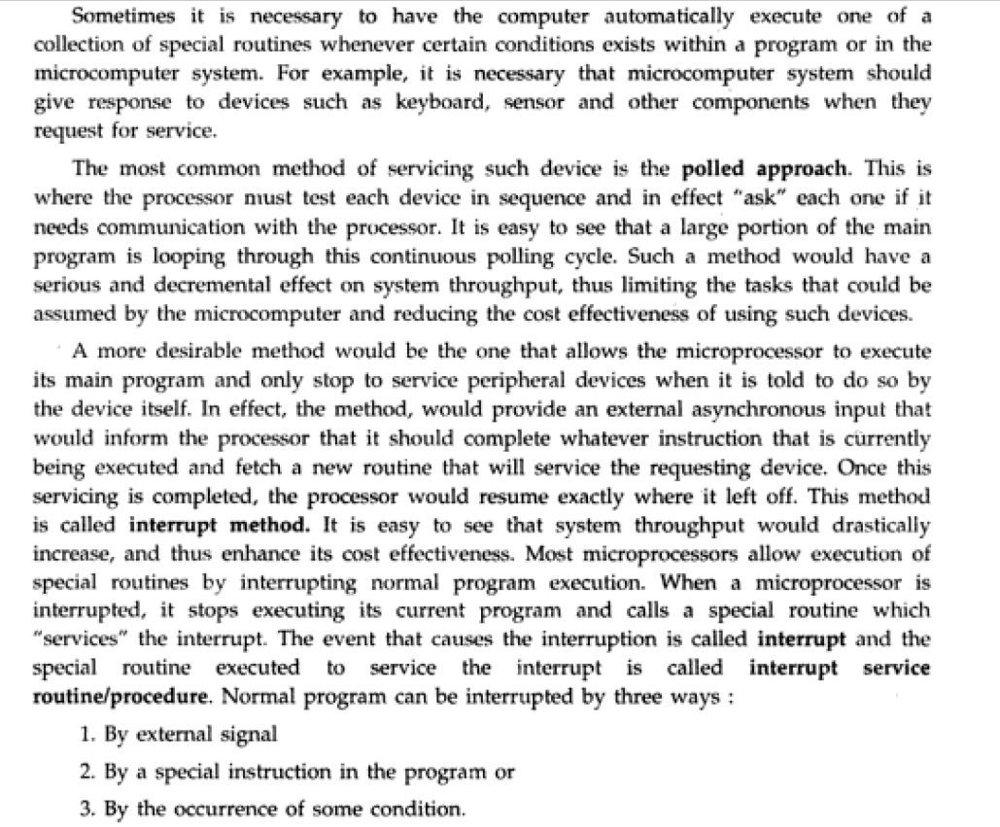 Sometimes it is necessary to have the computer automatically execute one of a
collection of special routines whenever certain conditions exists within a program or in the
microcomputer system. For example, it is necessary that microcomputer system should
give response to devices such as keyboard, sensor and other components when they
request for service.
The most common method of servicing such device is the polled approach. This is
where the processor must test each device in sequence and in effect "ask" each one if it
needs communication with the processor. It is easy to see that a large portion of the main
program is looping through this continuous polling cycle. Such a method would have a
serious and decremental effect on system throughput, thus limiting the tasks that could be
assumed by the microcomputer and reducing the cost effectiveness of using such devices.
A more desirable method would be the one that allows the microprocessor to execute
its main program and only stop to service peripheral devices when it is told to do so by
the device itself. In effect, the method, would provide an external asynchronous input that
would inform the processor that it should complete whatever instruction that is currently
being executed and fetch a new routine that will service the requesting device. Once this
servicing is completed, the processor would resume exactly where it left off. This method
is called interrupt method. It is easy to see that system throughput would drastically
increase, and thus enhance its cost effectiveness. Most microprocessors allow execution of
special routines by interrupting normal program execution. When a microprocessor is
interrupted, it stops executing its current program and calls a special routine which
"services" the interrupt. The event that causes the interruption is called interrupt and the
special routine executed to service the interrupt is called interrupt service
routine/procedure. Normal program can be interrupted by three ways :
1. By external signal
2. By a special instruction in the program or
3. By the occurrence of some condition.